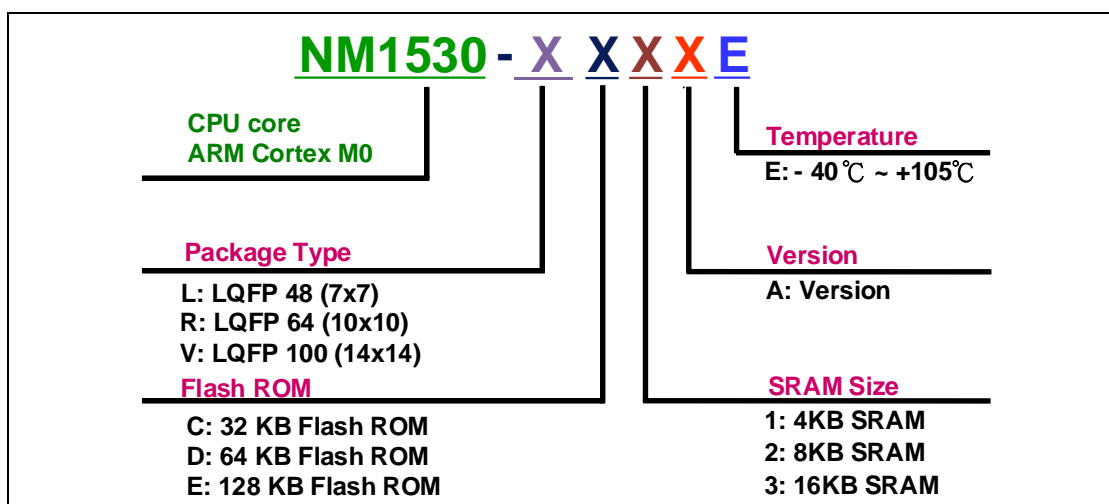 NM1530 - X X X X E
CPU core
ARM Cortex M0
Temperature
E: - 40℃ ~ +105℃
Package Type
L: LQFP 48 (7x7)
R: LQFP 64 (10x10)
V: LQFP 100 (14x14)
Version
A: Version
Flash ROM
C: 32 KB Flash ROM
D: 64 KB Flash ROM
E: 128 KB Flash ROM
SRAM Size
1: 4KB SRAM
2: 8KB SRAM
3: 16KB SRAM